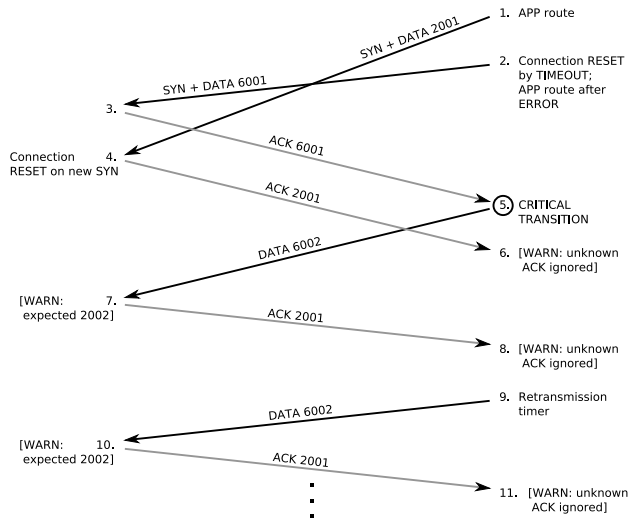 1. APP route
SYN + DATA 2001
2. Connection RESET
by TIMEOUT;
APP route after
ERROR
SYN + DATA 6001
3.
ACK 6001
Connection 4.
RESET on new SYN
ACK 2001
5. CRITICAL
TRANSITION
DATA 6002
6. [WARN: unknown
ACK ignored]
[WARN: 7.
expected 2002]
ACK 2001
8. [WARN: unknown
ACK ignored]
9. Retransmission
timer
DATA 6002
[WARN: 10.
expected 2002]
ACK 2001
11. [WARN: unknown
ACK ignored]